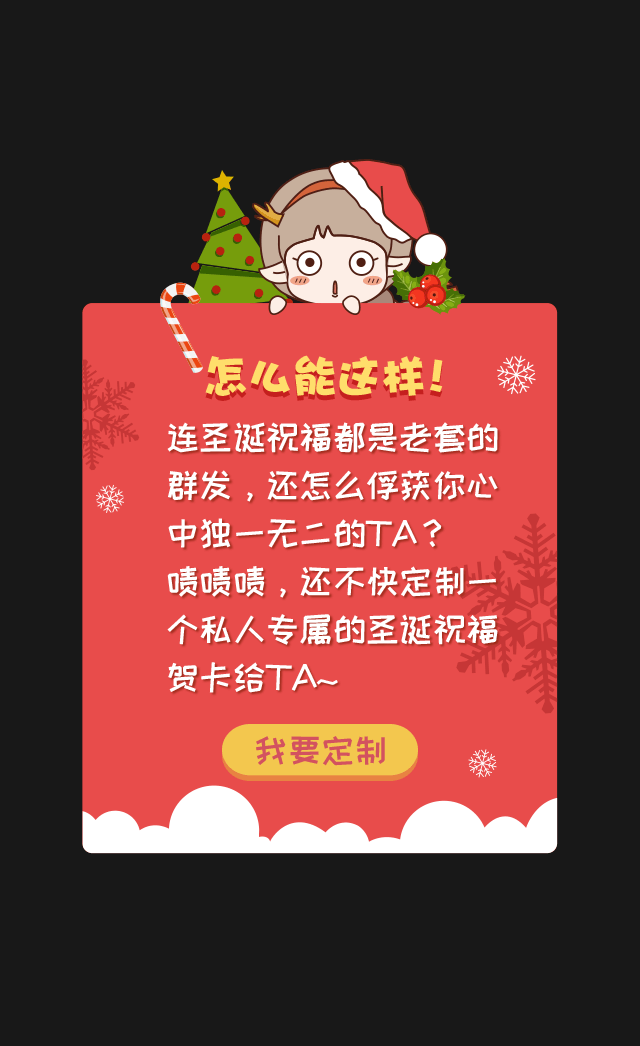 怎么能这样!
连圣诞祝福都是老套的
群发，还怎么俘获你心
中独一无二的TA？
啧啧啧，还不快定制一
个私人专属的圣诞祝福
贺卡给TA~
我要定制